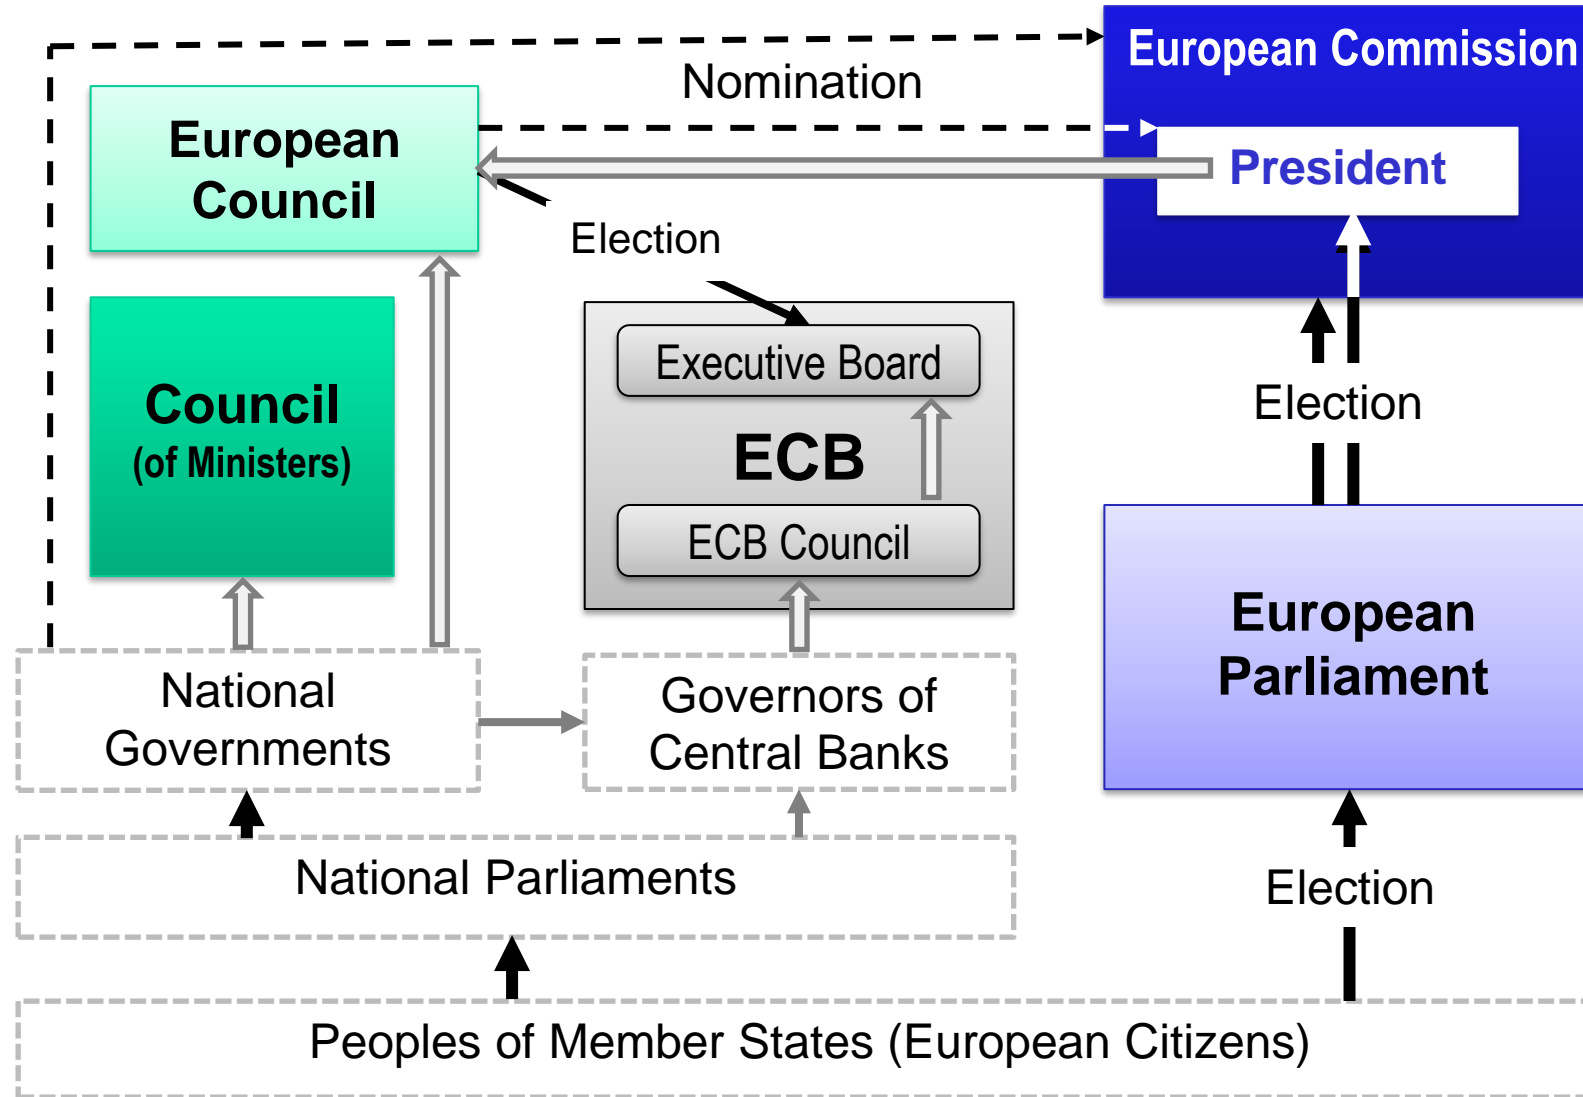 European Commission
Nomination
European
Council
President
Election
Executive Board
Council
(of Ministers)
ECB
Election
ECB Council
European
Parliament
National
Governments
Governors of
Central Banks
National Parliaments
Election
Peoples of Member States (European Citizens)